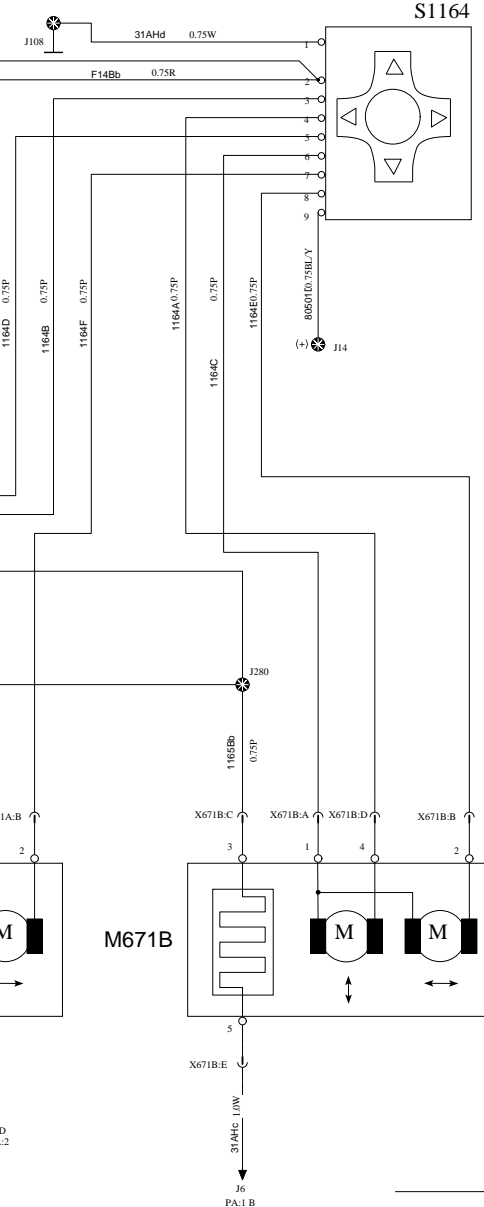 S1164
J108
31AHd 0.75W
1
F14Bb 0.75R
2
3
4
5
6
7
8
9
1164D 0.75P
1164B 0.75P
1164F 0.75P
1164A 0.75P
1164C 0.75P
1164E 0.75P
0.75BL/Y
(+) J14
J280
1165Bb 0.75P
1A:B
X671B:C
X671B:A
X671B:D
X671B:B
2
3
1
4
2
M
M671B
M
M
5
X671B:E
31AHc 1.0W
D
:2
J6
PA:1 B